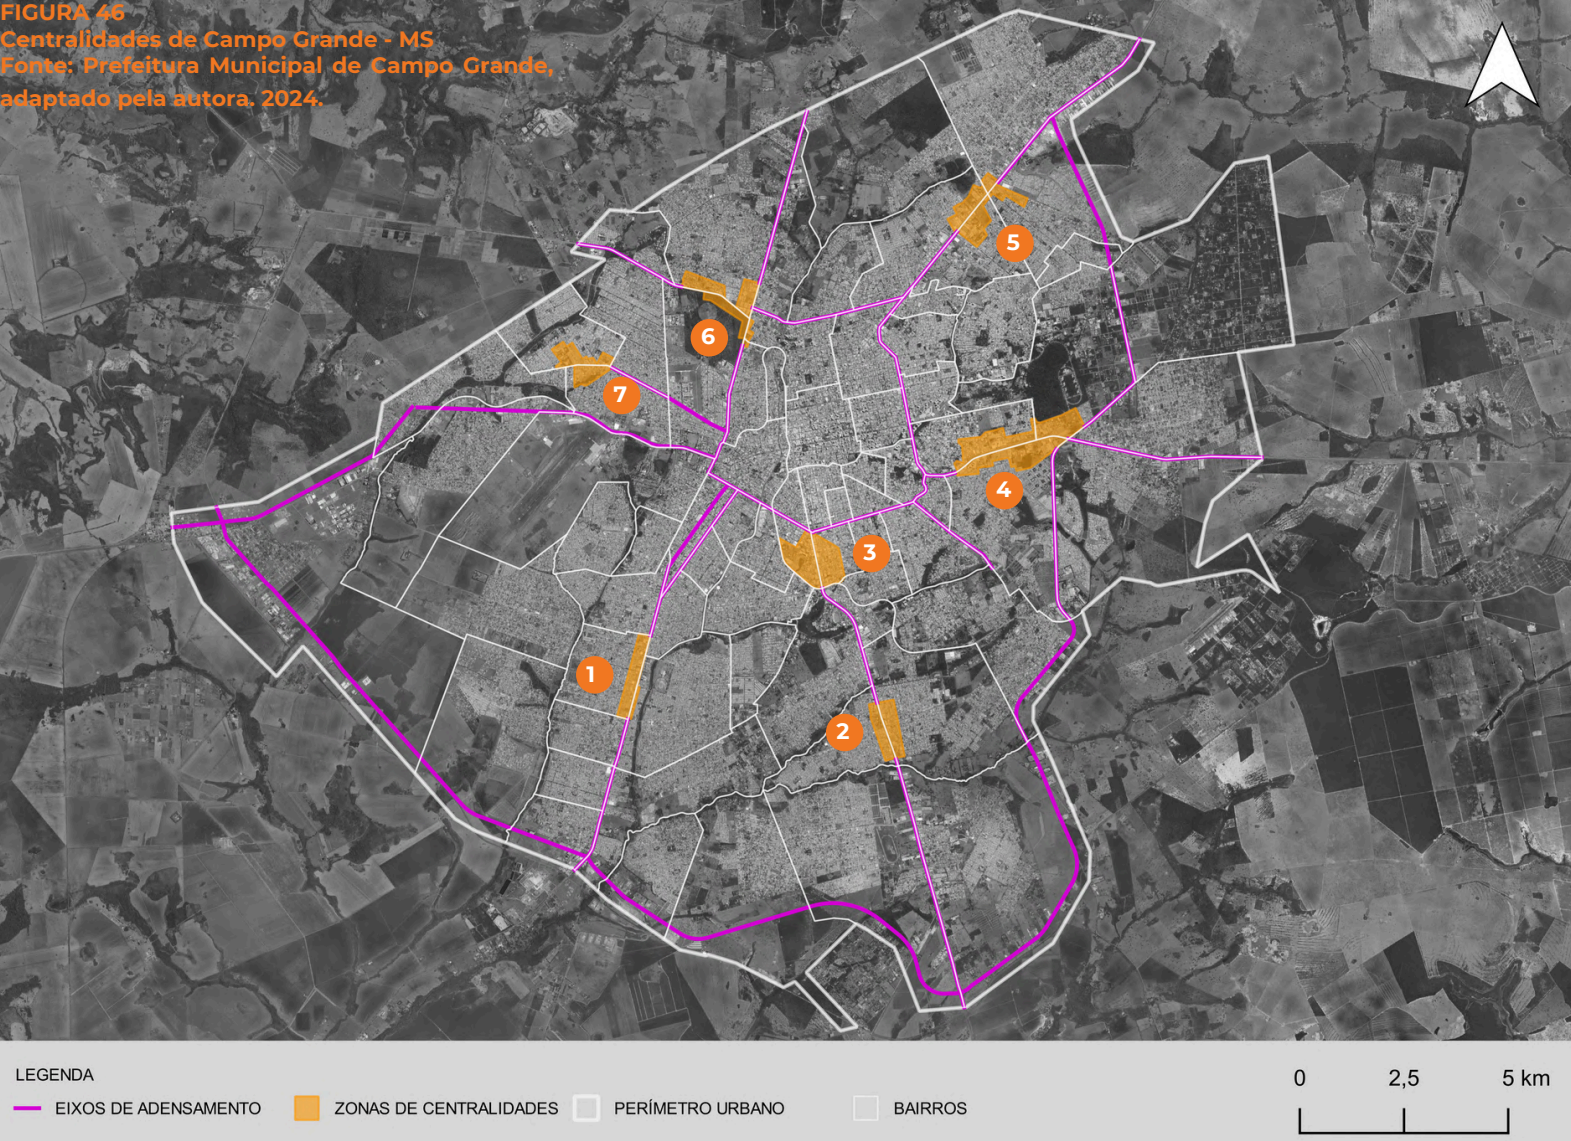 FIGURA 46
Centralidades de Campo Grande - MS
Fonte: Prefeitura Municipal de Campo Grande,
adaptado pela autora. 2024.
5
6
7
4
3
1
2
LEGENDA
EIXOS DE ADENSAMENTO
ZONAS DE CENTRALIDADES
PERÍMETRO URBANO
BAIRROS
0 2,5 5 km